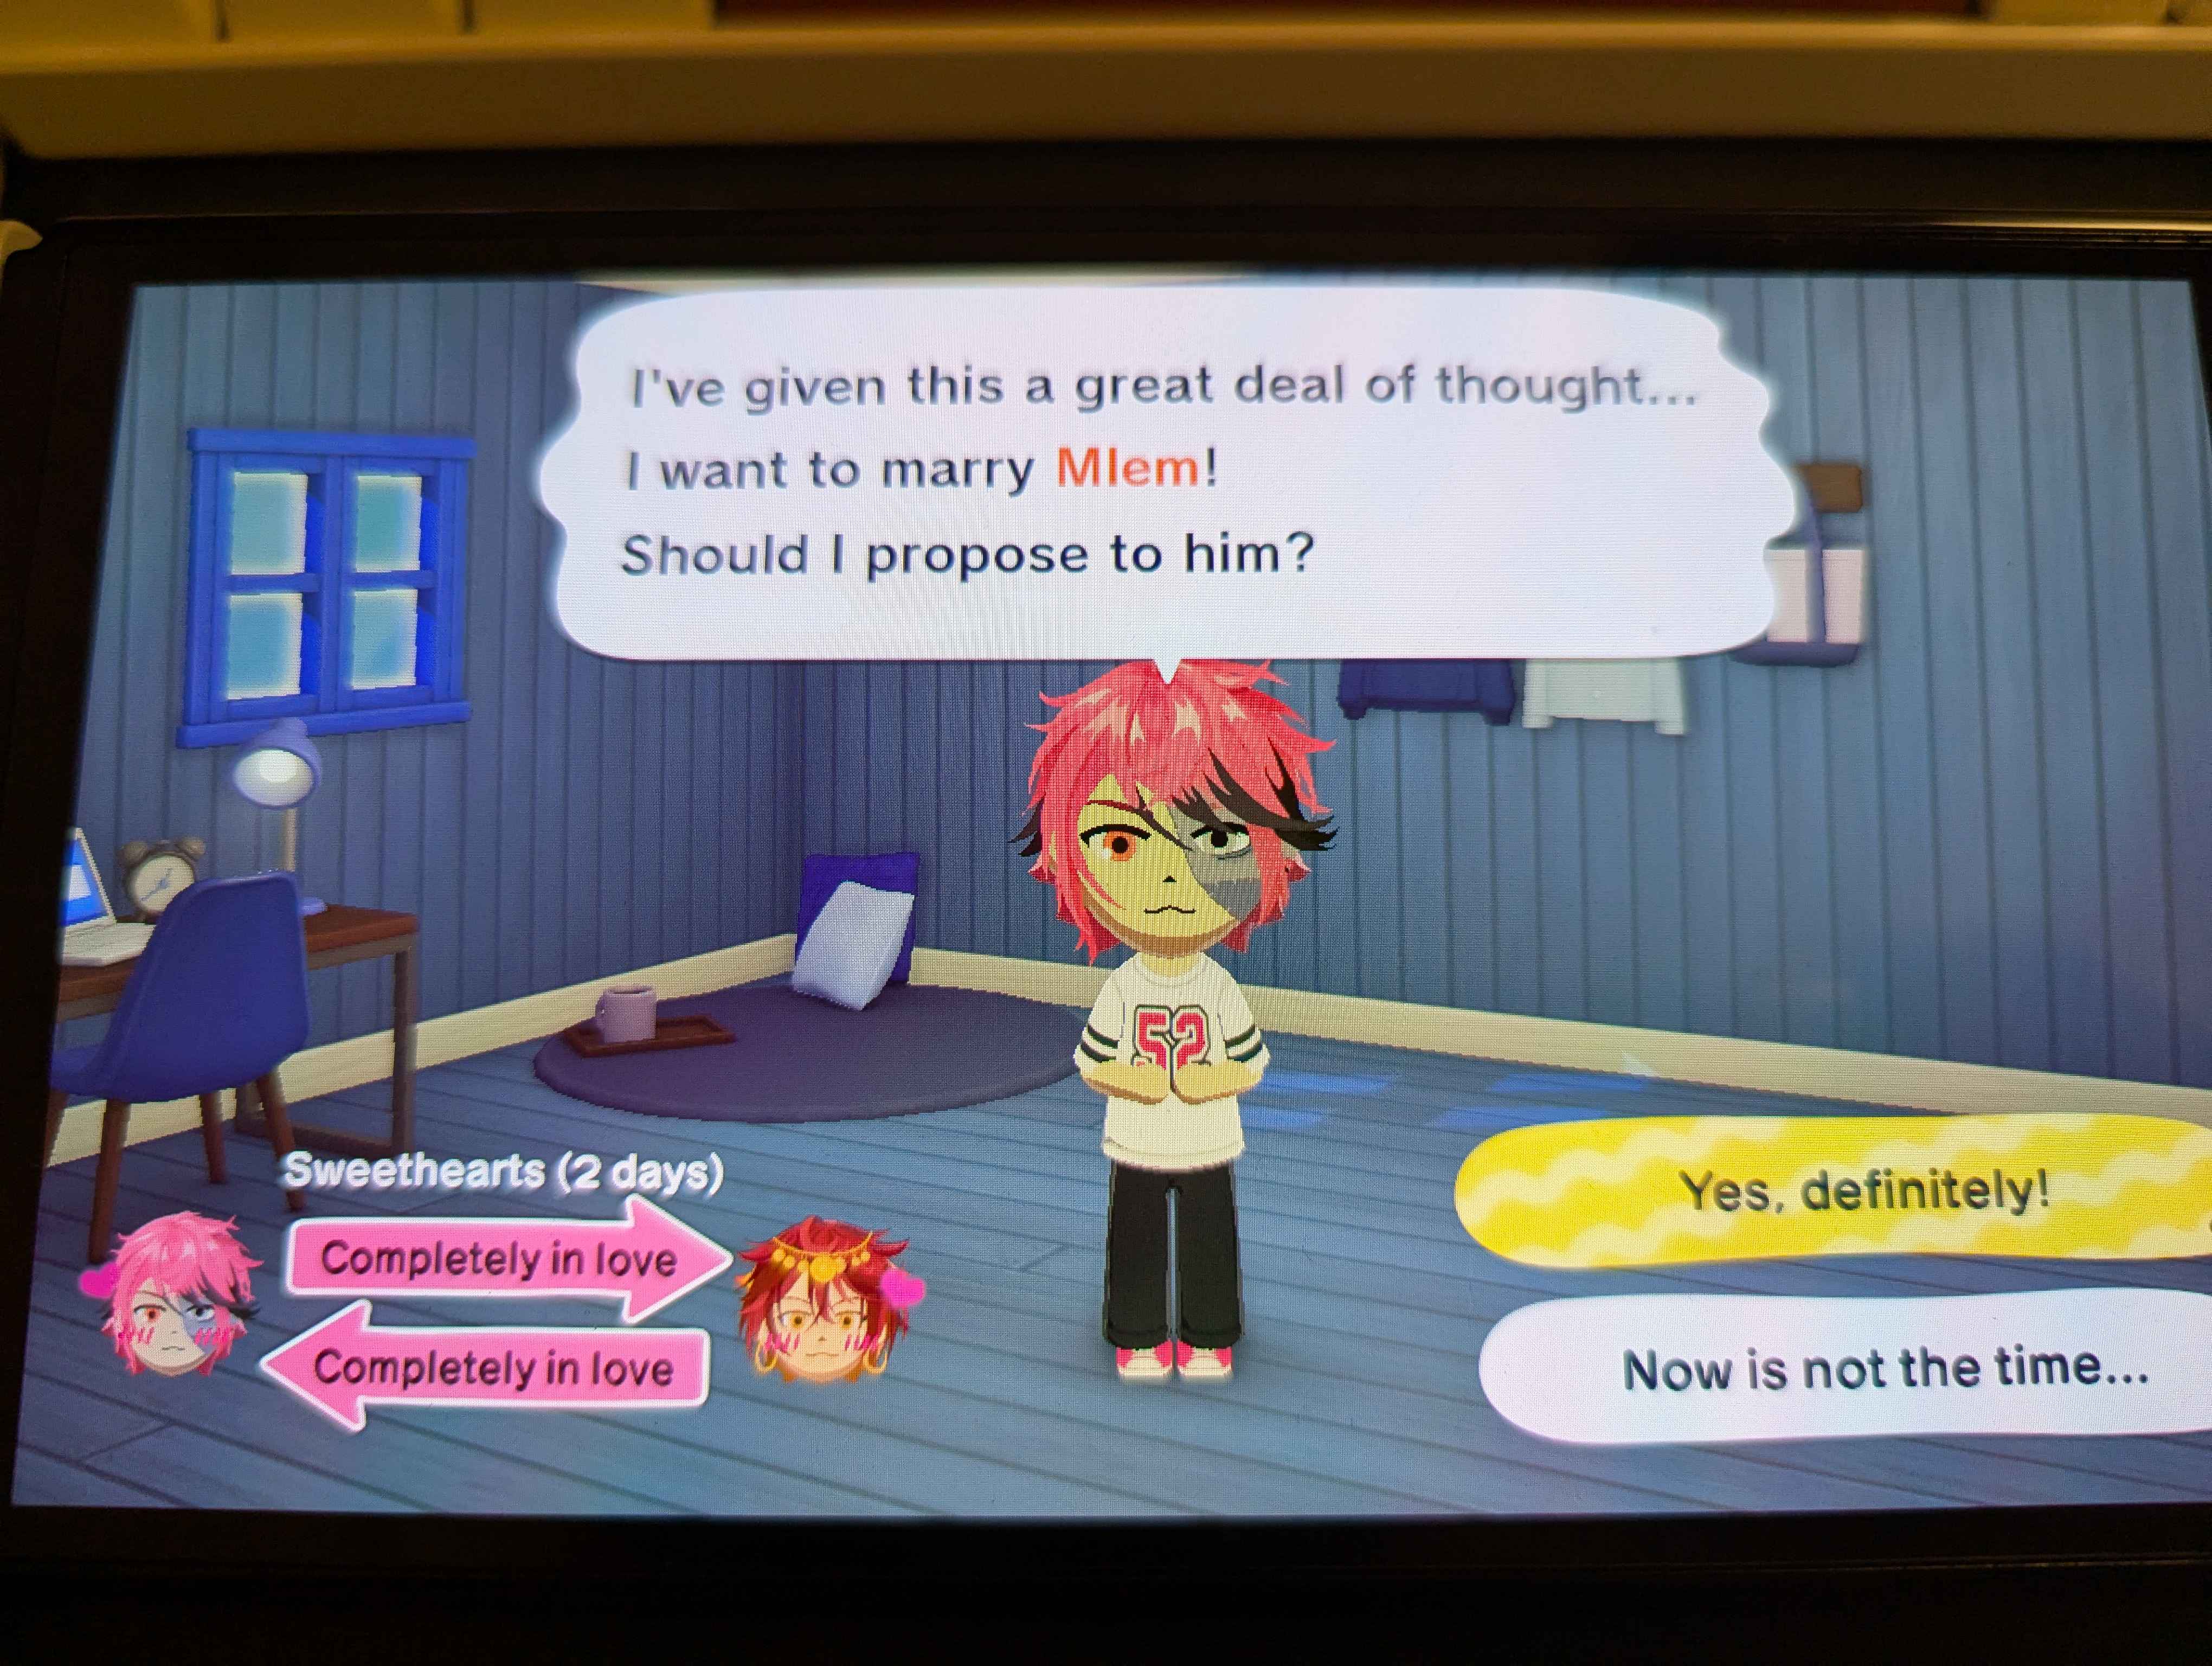 I've given this a great deal of thought...
I want to marry Mlem!
Should I propose to him?
52
Sweethearts (2 days)
Completely in love
Completely in love
Yes, definitely!
Now is not the time...